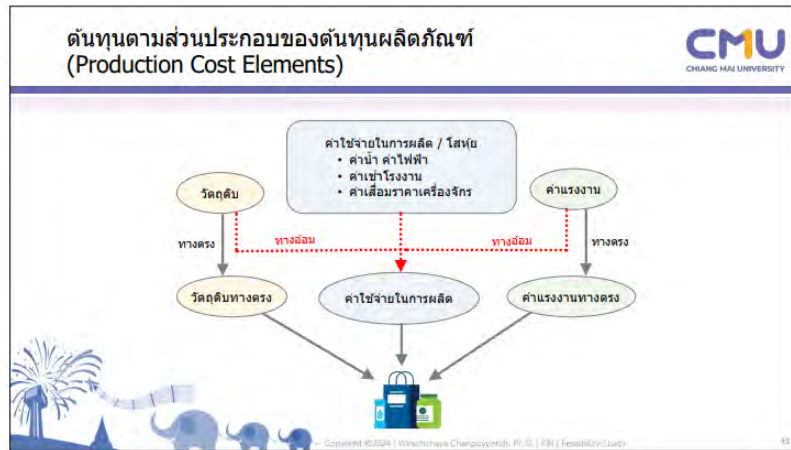 ต้นทุนตามส่วนประกอบของต้นทุนผลิตภัณฑ์
(Production Cost Elements)
CMU
CHIANG MAI UNIVERSITY
ค่าใช้จ่ายในการผลิต / โสหุ้ย
• ค่าน้ำ ค่าไฟฟ้า
• ค่าเช่าโรงงาน
• ค่าเสื่อมราคาเครื่องจักร
วัตถุดิบ
ค่าแรงงาน
ทางตรง
ทางอ้อม
ทางอ้อม
ทางตรง
วัตถุดิบทางตรง
ค่าใช้จ่ายในการผลิต
ค่าแรงงานทางตรง
Copyright ©2024 | Ph.D. | Feasibility Study